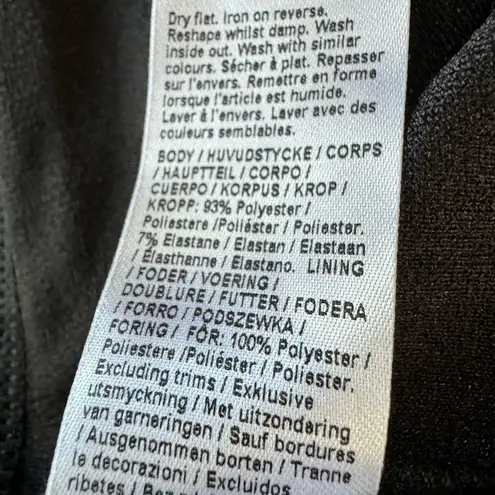 Dry flat. Iron on reverse.
Reshape whilst damp. Wash
inside out. Wash with similar
colours. Sécher à plat. Repasser
sur l'envers. Remettre en forme
lorsque l'article est humide.
Laver à l'envers. Laver avec des
couleurs semblables.
BODY / HUVUDSTYCKE / CORPS
/ HAUPTTEIL / CORPO /
CUERPO / KORPUS / KROP /
KROPP: 93% Polyester /
Poliestere /Poliéster / Poliester.
7% Elastane / Elastan / Elastaan
/ Élasthanne / Elastano. LINING
/ FODER / VOERING /
DOUBLURE / FUTTER / FODERA
/ FORRO / PODSZEWKA /
FORING / FÔR: 100% Polyester /
Poliestere /Poliéster / Poliester.
Excluding trims / Exklusive
utsmyckning / Met uitzondering
van garneringen / Sauf bordures
/ Ausgenommen borten / Tranne
le decorazioni / Excluidos
ribetes / Bez